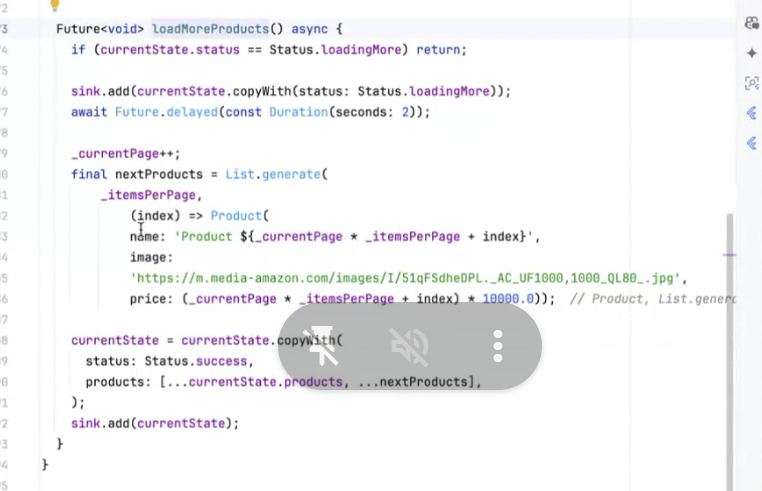 Future<void> loadMoreProducts() async {
if (currentState.status == Status.loadingMore) return;
sink.add(currentState.copyWith(status: Status.loadingMore));
await Future.delayed(const Duration(seconds: 2));
_currentPage++;
final nextProducts = List.generate(
_itemsPerPage,
(index) => Product(
name: 'Product ${_currentPage * _itemsPerPage + index}',
image:
'https://m.media-amazon.com/images/I/51qFSdheDPL._AC_UF1000,1000_QL80_.jpg',
price: (_currentPage * _itemsPerPage + index) * 10000.0)); // Product, List.genera
currentState = currentState.copyWith(
status: Status.success,
products: [...currentState.products, ...nextProducts],
);
sink.add(currentState);
}
}